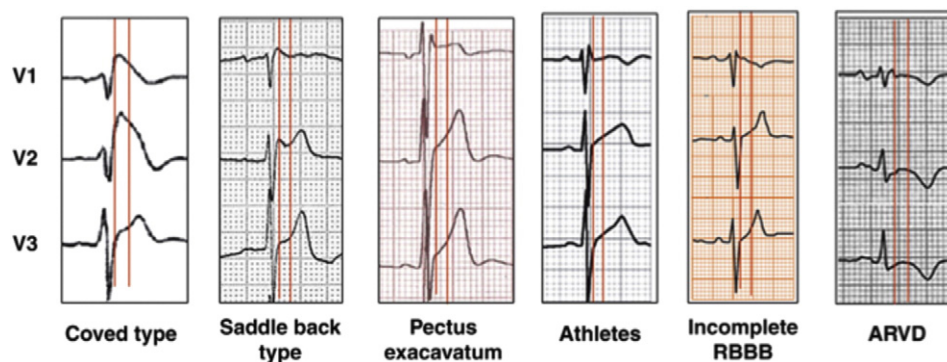 V1
V2
V3
Coved type
Saddle back
type
Pectus
exacavatum
Athletes
Incomplete
RBBB
ARVD